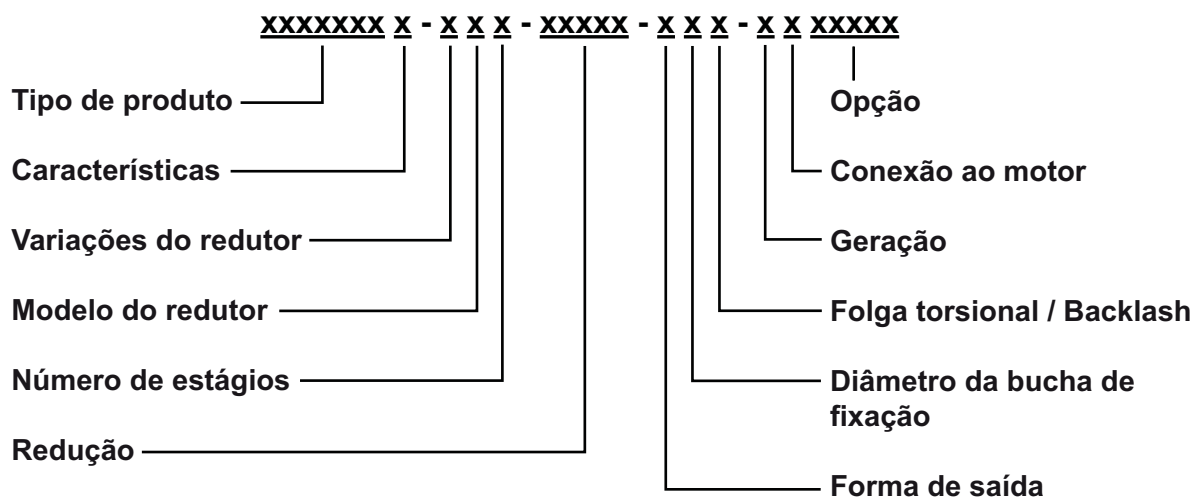 xxxxxxx x - x x x - xxxxx - x x x - x x xxxxx
Tipo de produto
Características
Variações do redutor
Modelo do redutor
Número de estágios
Redução
Opção
Conexão ao motor
Geração
Folga torsional / Backlash
Diâmetro da bucha de
fixação
Forma de saída